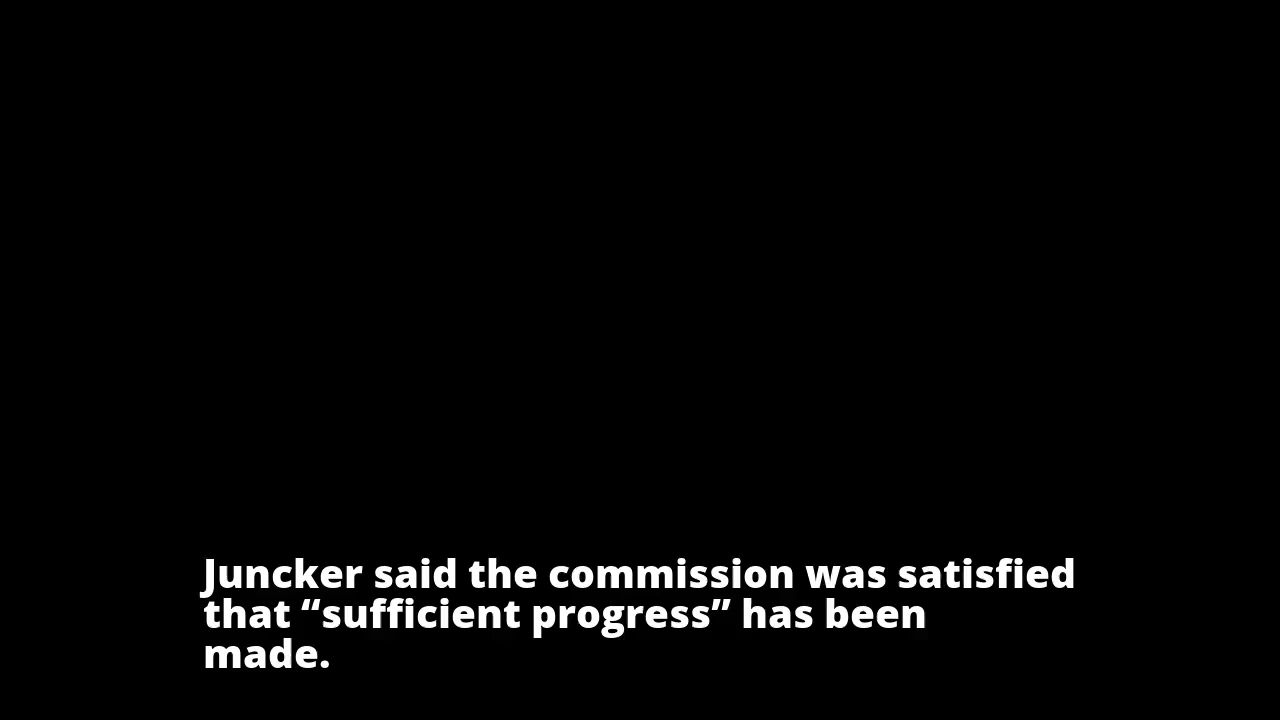 Juncker said the commission was satisfied
that “sufficient progress” has been
made.